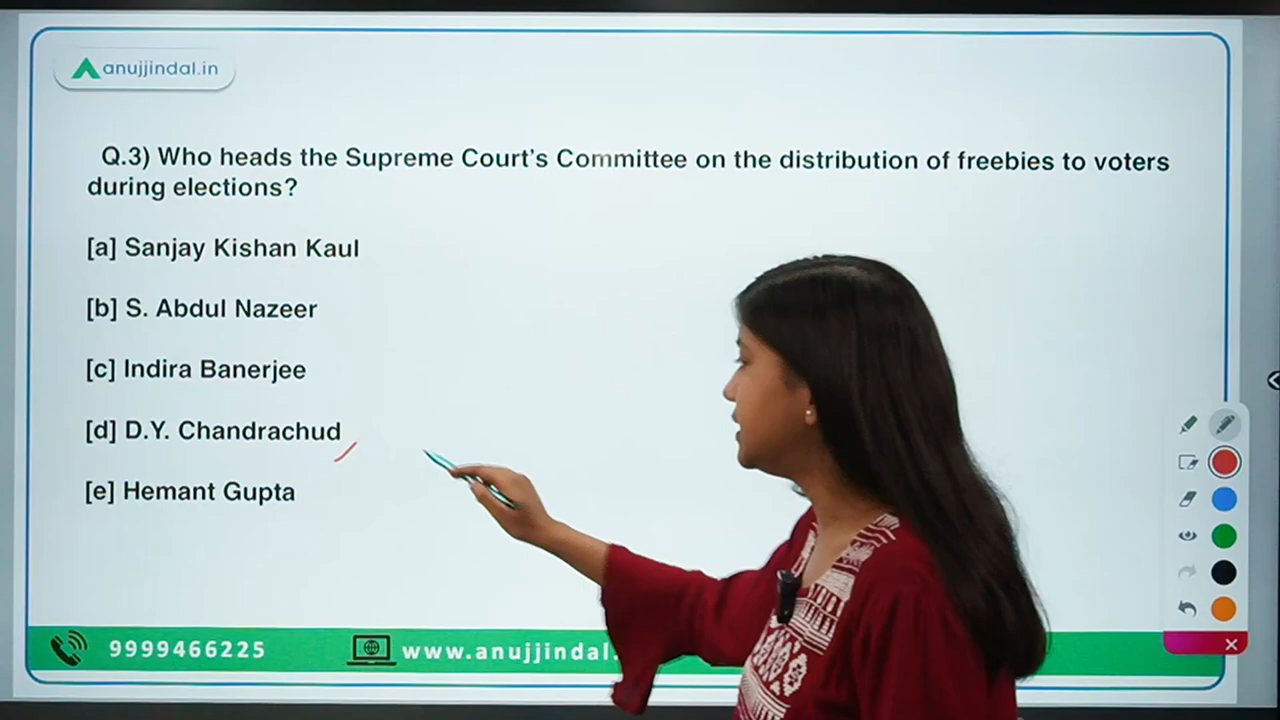 anujjindal.in
Q.3) Who heads the Supreme Court's Committee on the distribution of freebies to voters
during elections?
[a] Sanjay Kishan Kaul
[b] S. Abdul Nazeer
[c] Indira Banerjee
[d] D.Y. Chandrachud
[e] Hemant Gupta
9999466225
www.anujjindal.